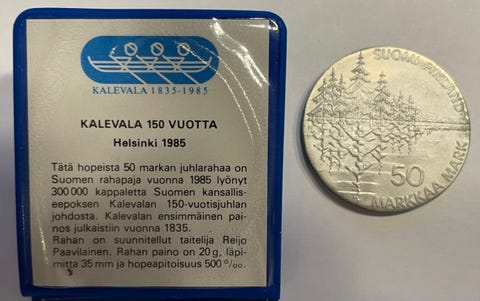 KALEVALA 1835-1985
KALEVALA 150 VUOTTA
Helsinki 1985
Tätä hopeista 50 markan juhlarahaa on
Suomen rahapaja vuonna 1985 lyönyt
300 000 kappaletta Suomen kansallis-
eepoksen Kalevalan 150-vuotisjuhlan
johdosta. Kalevalan ensimmäinen pai-
nos julkaistiin vuonna 1835.
Rahan on suunnitellut taitelija Reijo
Paavilainen. Rahan paino on 20 g, läpi-
mitta 35 mm ja hopeapitoisuus 500 ‰.
SUOMI-FINLAND
50
MARKKAA MARK